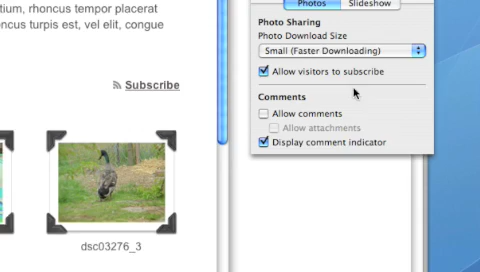 tium, rhoncus tempor placerat
enean turpis est, vel elit, congue
Subscribe
dsc03276_3
Photos
Slideshow
Photo Sharing
Photo Download Size
Small (Faster Downloading)
Allow visitors to subscribe
Comments
Allow comments
Allow attachments
Display comment indicator